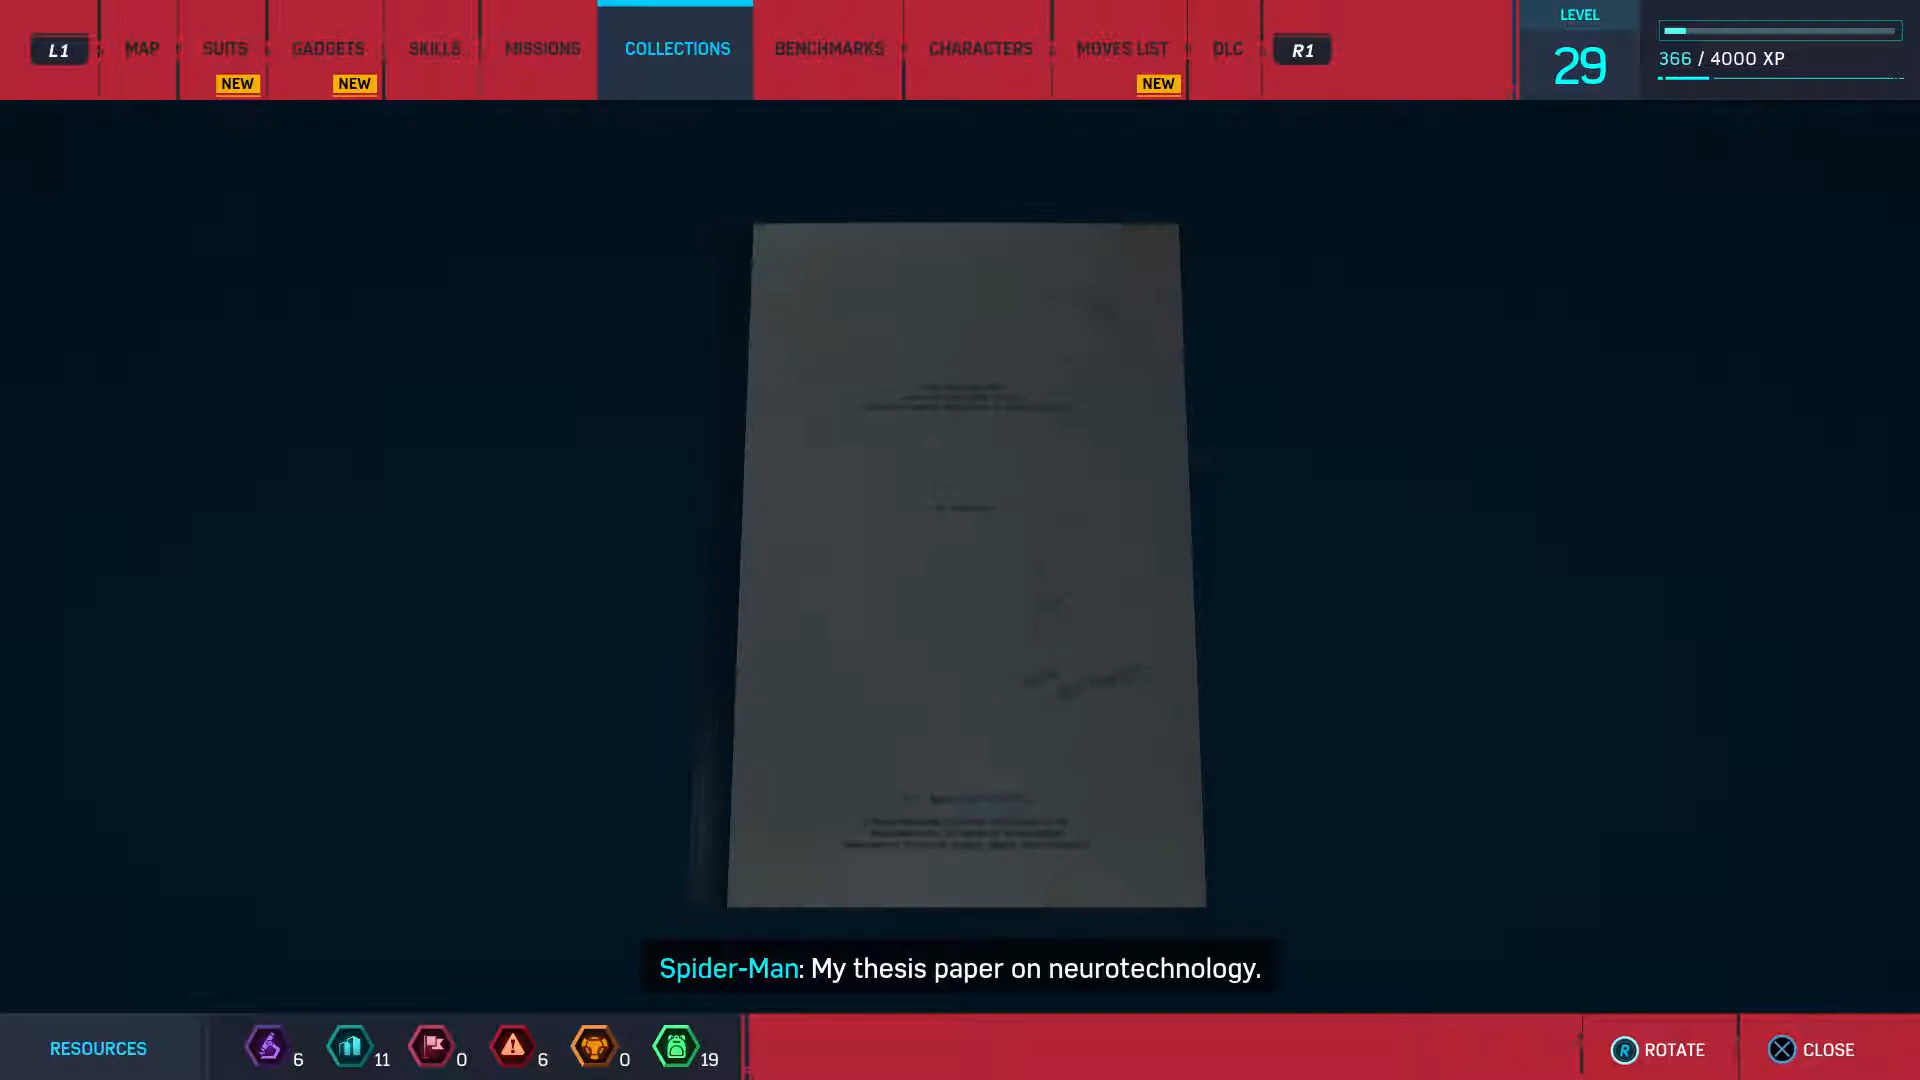 L1 MAP SUITS GADGETS SKILLS MISSIONS COLLECTIONS BENCHMARKS CHARACTERS MOVES LIST DLC R1
NEW NEW NEW
LEVEL
29
366 / 4000 XP
Spider-Man: My thesis paper on neurotechnology.
RESOURCES 6 11 0 6 0 19 R ROTATE CLOSE